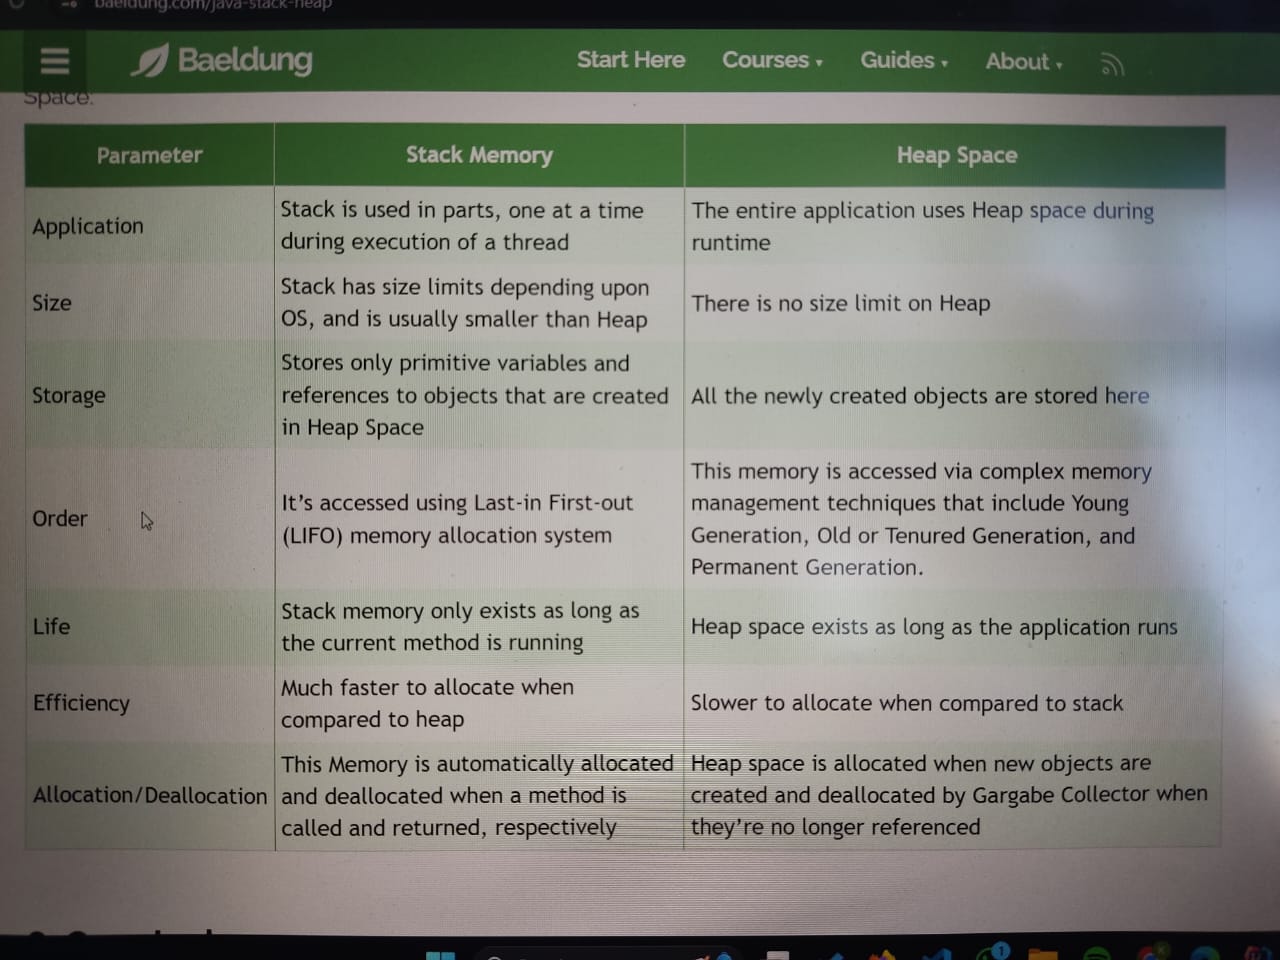 baeldung.com/java-stack-heap
Baeldung
Start Here
Courses
Guides
About
Space.
Parameter
Stack Memory
Heap Space
Application
Stack is used in parts, one at a time
during execution of a thread
The entire application uses Heap space during
runtime
Size
Stack has size limits depending upon
OS, and is usually smaller than Heap
There is no size limit on Heap
Storage
Stores only primitive variables and
references to objects that are created
in Heap Space
All the newly created objects are stored here
Order
It’s accessed using Last-in First-out
(LIFO) memory allocation system
This memory is accessed via complex memory
management techniques that include Young
Generation, Old or Tenured Generation, and
Permanent Generation.
Life
Stack memory only exists as long as
the current method is running
Heap space exists as long as the application runs
Efficiency
Much faster to allocate when
compared to heap
Slower to allocate when compared to stack
Allocation/Deallocation
This Memory is automatically allocated
and deallocated when a method is
called and returned, respectively
Heap space is allocated when new objects are
created and deallocated by Gargabe Collector when
they’re no longer referenced
1